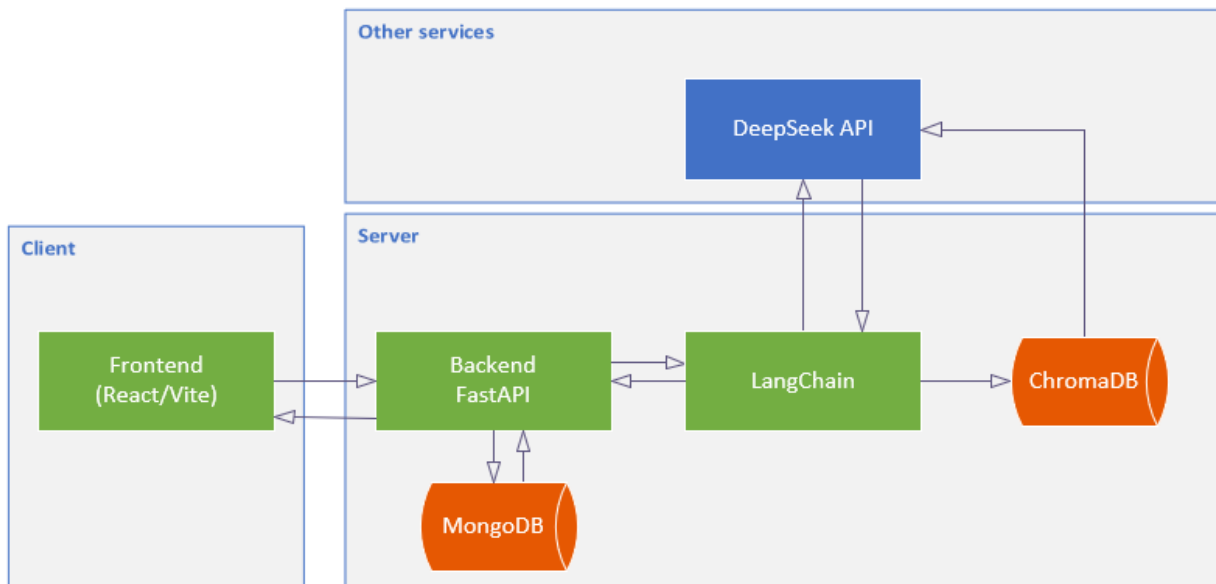 Other services
DeepSeek API
Client
Server
Frontend
(React/Vite)
Backend
FastAPI
LangChain
ChromaDB
MongoDB